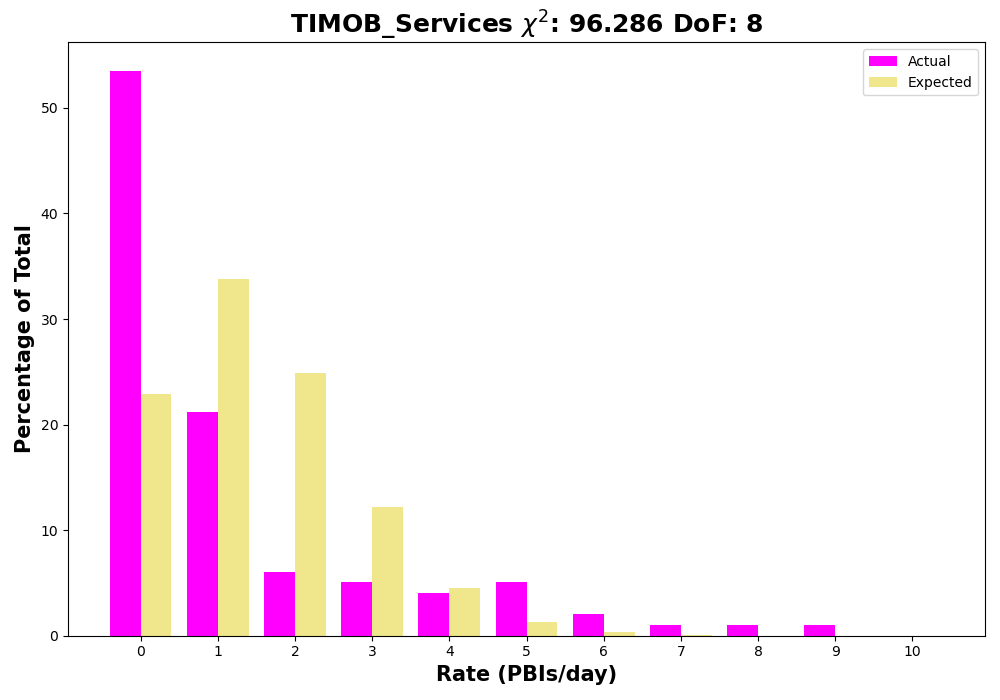 TIMOB_Services χ²: 96.286 DoF: 8
Actual
Expected
Percentage of Total
50
40
30
20
10
0
0 1 2 3 4 5 6 7 8 9 10
Rate (PBIs/day)